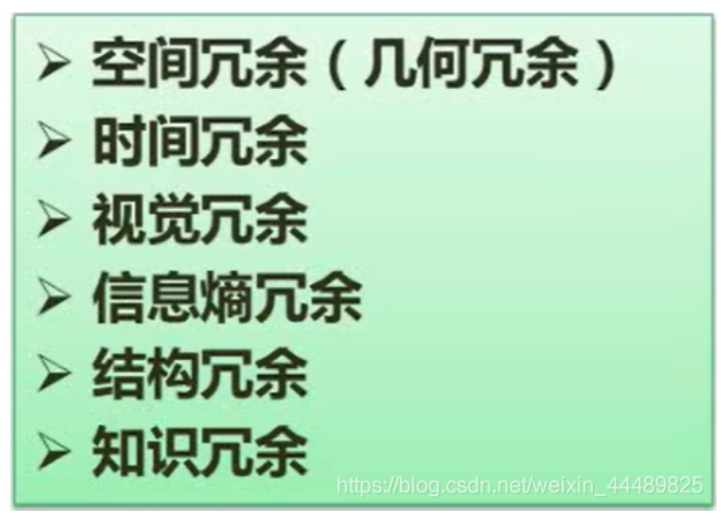 ➢ 空间冗余（几何冗余）
➢ 时间冗余
➢ 视觉冗余
➢ 信息熵冗余
➢ 结构冗余
➢ 知识冗余
https://blog.csdn.net/weixin_44489825